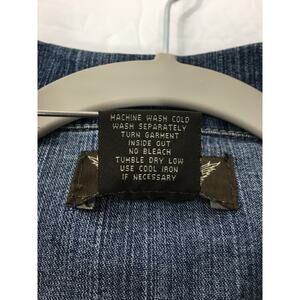 MACHINE WASH COLD
WASH SEPARATELY
TURN GARMENT
INSIDE OUT
NO BLEACH
TUMBLE DRY LOW
USE COOL IRON
IF NECESSARY